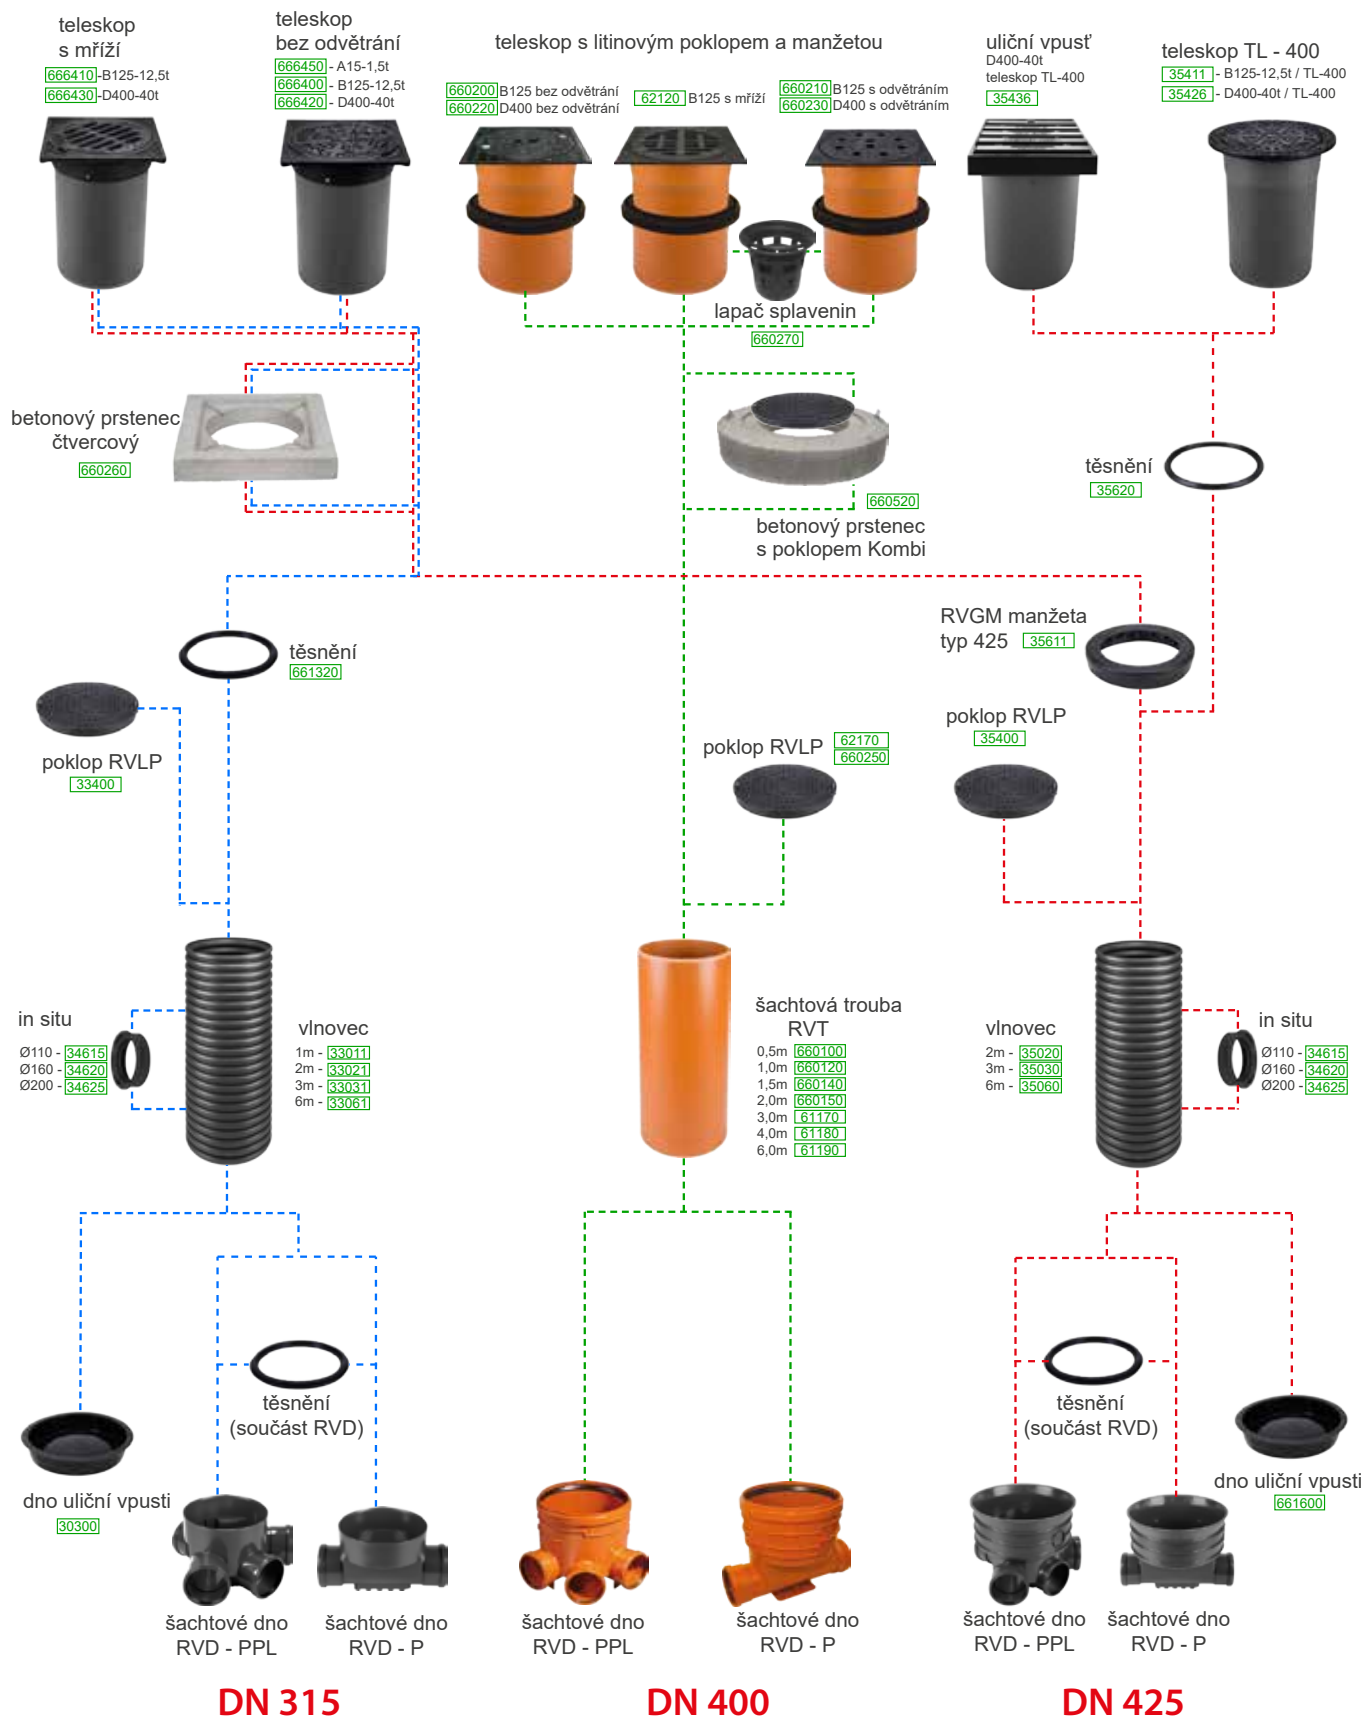 teleskop
s mříží
666410-B125-12,5t
666430-D400-40t
teleskop
bez odvětrání
666450 - A15-1,5t
666400 - B125-12,5t
666420 - D400-40t
teleskop s litinovým poklopem a manžetou
660200 B125 bez odvětrání
660220 D400 bez odvětrání
62120 B125 s mříží
660210 B125 s odvětráním
660230 D400 s odvětráním
uliční vpusť
D400-40t
teleskop TL-400
35436
teleskop TL - 400
35411 - B125-12,5t / TL-400
35426 - D400-40t / TL-400
lapač splavenin
660270
betonový prstenec
čtvercový
660260
660520
betonový prstenec
s poklopem Kombi
těsnění
35620
těsnění
661320
RVGM manžeta
typ 425 35611
poklop RVLP
33400
poklop RVLP 62170
660250
poklop RVLP
35400
in situ
Ø110 - 34615
Ø160 - 34620
Ø200 - 34625
vlnovec
1m - 33011
2m - 33021
3m - 33031
6m - 33061
šachtová trouba
RVT
0,5m 660100
1,0m 660120
1,5m 660140
2,0m 660150
3,0m 61170
4,0m 61180
6,0m 61190
vlnovec
2m - 35020
3m - 35030
6m - 35060
in situ
Ø110 - 34615
Ø160 - 34620
Ø200 - 34625
těsnění
(součást RVD)
těsnění
(součást RVD)
dno uliční vpusti
30300
dno uliční vpusti
661600
šachtové dno
RVD - PPL
šachtové dno
RVD - P
šachtové dno
RVD - PPL
šachtové dno
RVD - P
šachtové dno
RVD - PPL
šachtové dno
RVD - P
DN 315
DN 400
DN 425